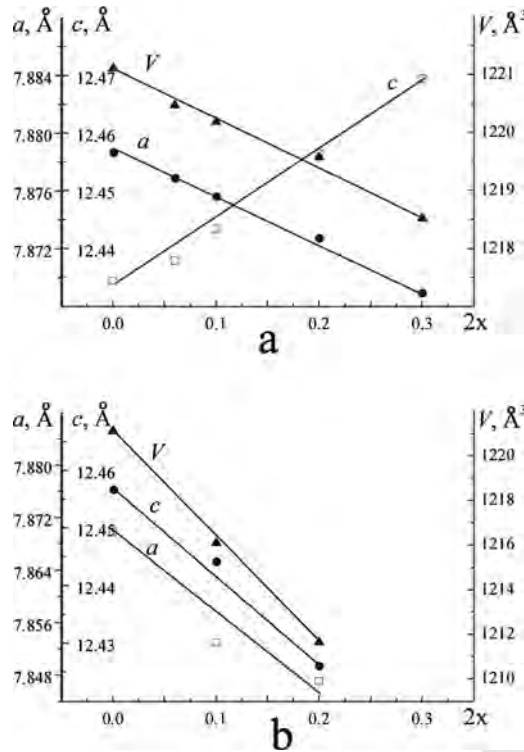 a, Å c, Å V, Å³
7.884 12.47 V c 1221
7.880 12.46 a 1220
7.876 12.45 1219
7.872 12.44 1218
0.0 0.1 0.2 0.3 2x
a
a, Å c, Å V, Å³
7.880 12.46 V 1220
1218
7.872 12.45 c 1216
7.864 12.44 a 1214
7.856 12.43 1212
7.848 1210
0.0 0.1 0.2 0.3 2x
b